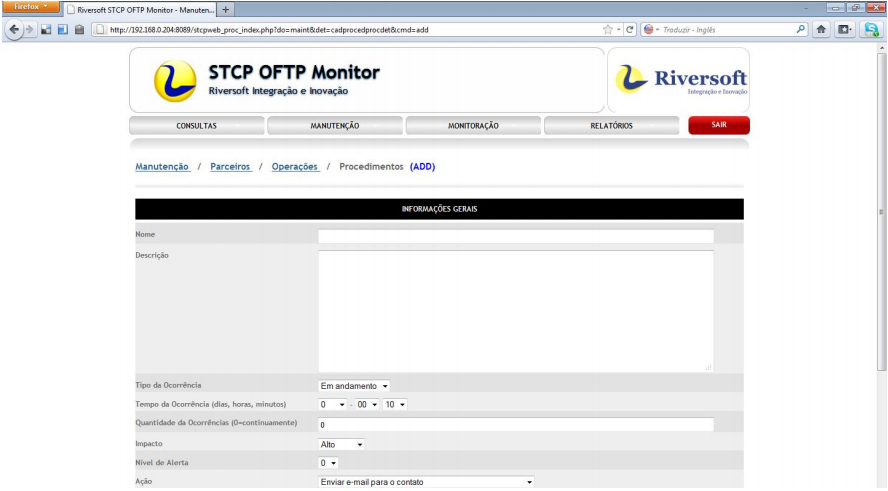 Firefox
Riversoft STCP OFTP Monitor - Manuten...
http://192.168.0.204:8089/stcpweb_proc_index.php?do=maint&det=cadprocedprocdet&cmd=add
Traduzir - Inglês
STCP OFTP Monitor
Riversoft Integração e Inovação
Riversoft
Integração e Inovação
CONSULTAS MANUTENÇÃO MONITORAÇÃO RELATÓRIOS SAIR
Manutenção / Parceiros / Operações / Procedimentos (ADD)
INFORMAÇÕES GERAIS
Nome
Descrição
Tipo da Ocorrência Em andamento
Tempo da Ocorrência (dias, horas, minutos) 0 - 00 10
Quantidade da Ocorrências (0=continuamente) 0
Impacto Alto
Nível de Alerta 0
Ação Enviar e-mail para o contato